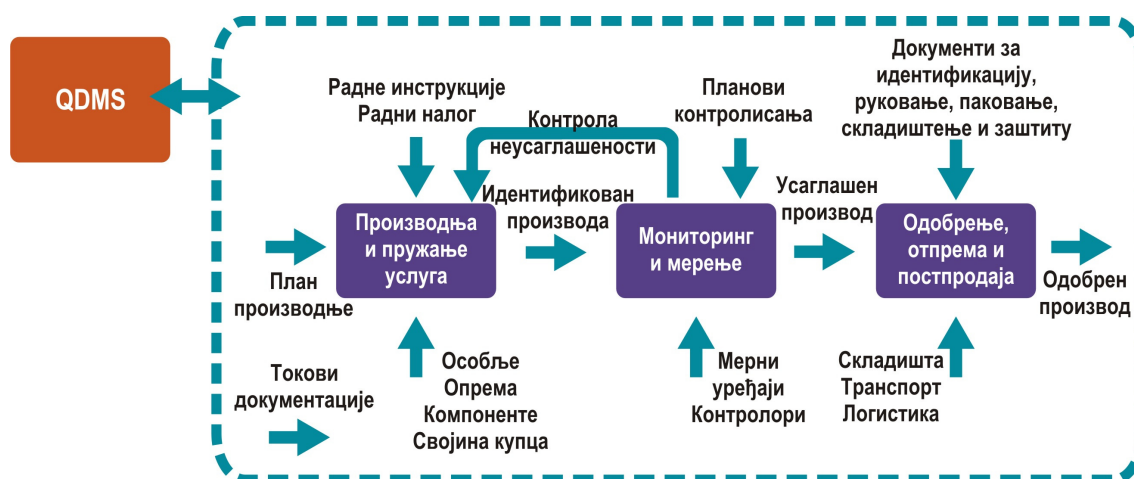 QDMS
Радне инструкције
Радни налог
Контрола
неусаглашености
Планови
контролисања
Документи за
идентификацију,
руковање, паковање,
складиштење и заштиту
План
производње
Производња
и пружање
услуга
Идентификован
производа
Мониторинг
и мерење
Усаглашен
производ
Одобрење,
отпрема и
постпродаја
Одобрен
производ
Токови
документације
Особље
Опрема
Компоненте
Својина купца
Мерни
уређаји
Контролори
Складишта
Транспорт
Логистика